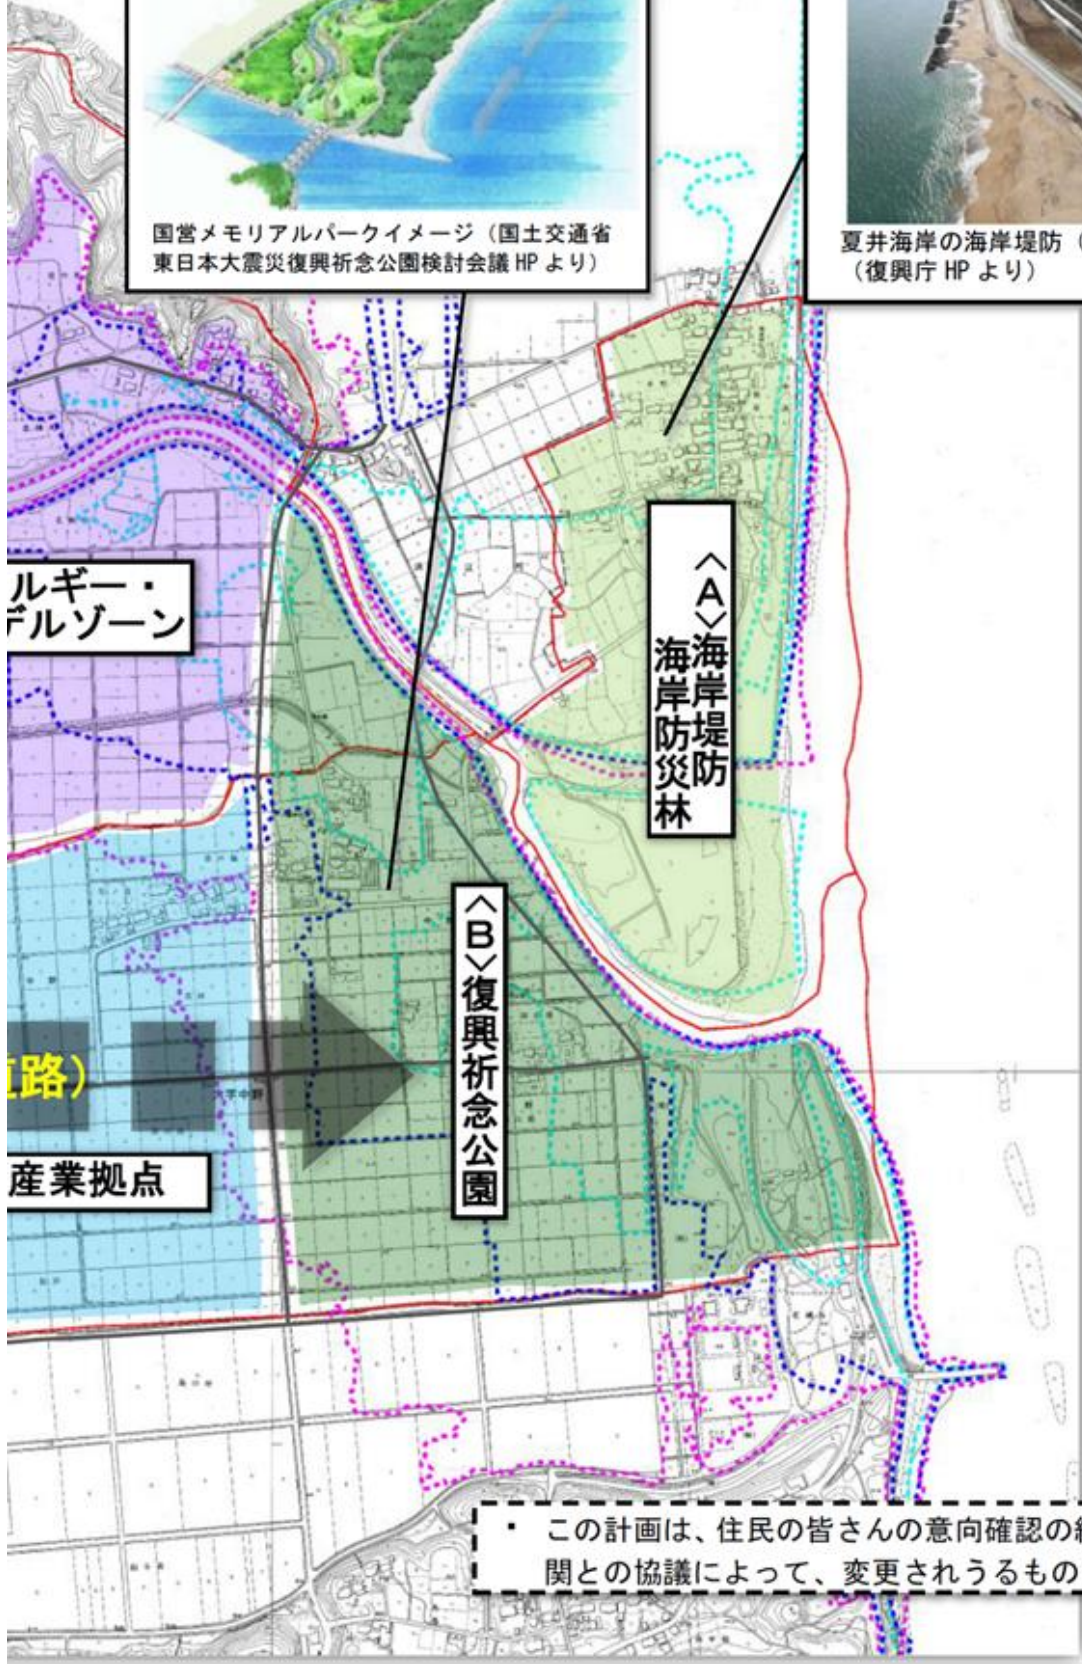 国営メモリアルパークイメージ（国土交通省
東日本大震災復興祈念公園検討会議 HP より）
夏井海岸の海岸堤防（
（復興庁 HP より）
ルギー・
デルゾーン
〈A〉海岸堤防
海岸防災林
〈B〉復興祈念公園
路）
産業拠点
・ この計画は、住民の皆さんの意向確認の
関との協議によって、変更されうるもの